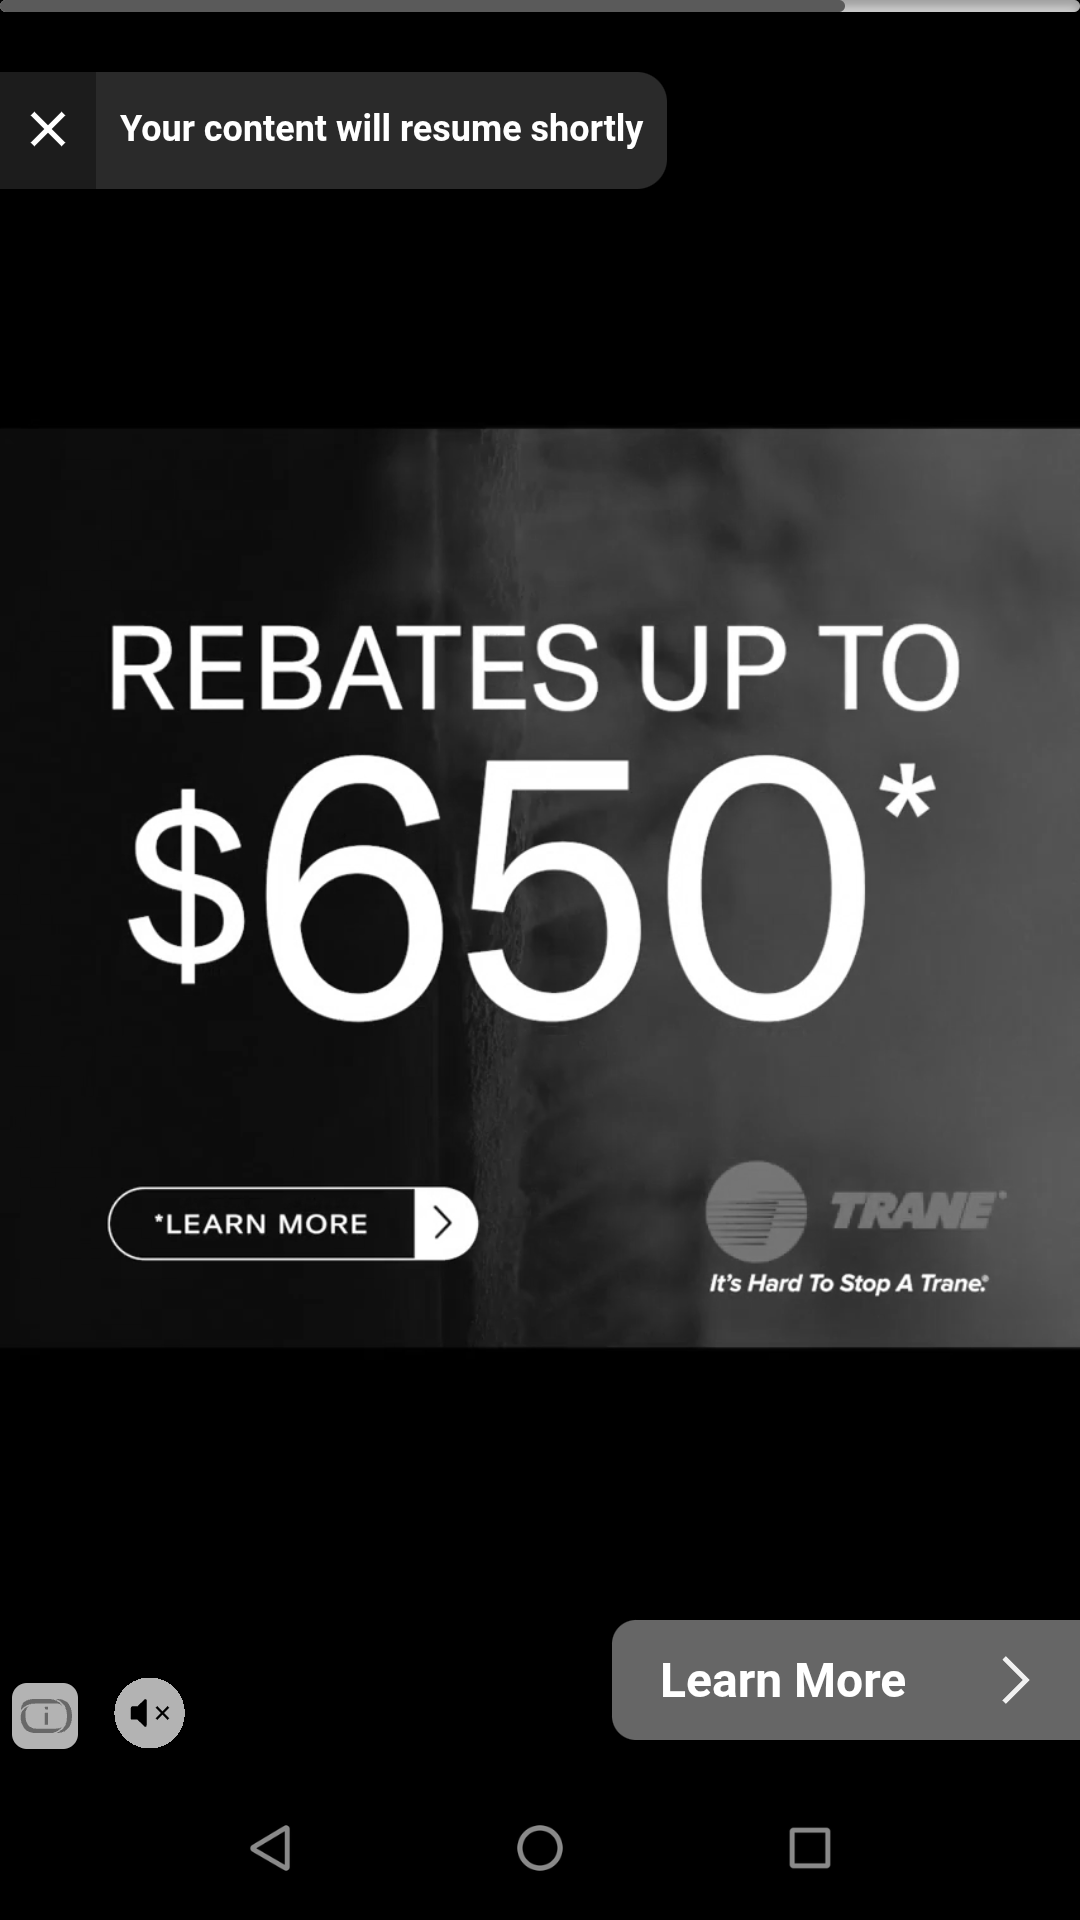 Your content will resume shortly
REBATES UP TO
$650*
*LEARN MORE
TRANE®
It's Hard To Stop A Trane.®
Learn More